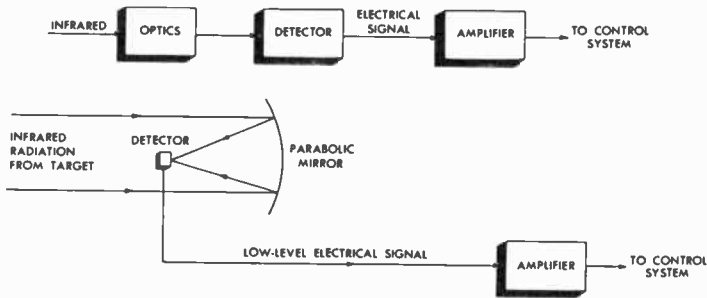 INFRARED
OPTICS
DETECTOR
ELECTRICAL
SIGNAL
AMPLIFIER
TO CONTROL
SYSTEM
INFRARED
RADIATION
FROM TARGET
DETECTOR
PARABOLIC
MIRROR
LOW-LEVEL ELECTRICAL SIGNAL
AMPLIFIER
TO CONTROL
SYSTEM